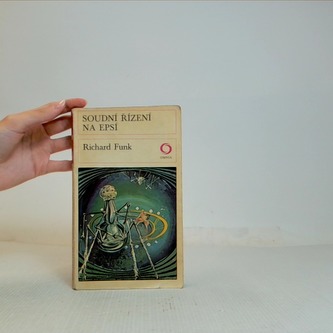 SOUDNÍ ŘÍZENÍ
NA EPSÍ
Richard Funk